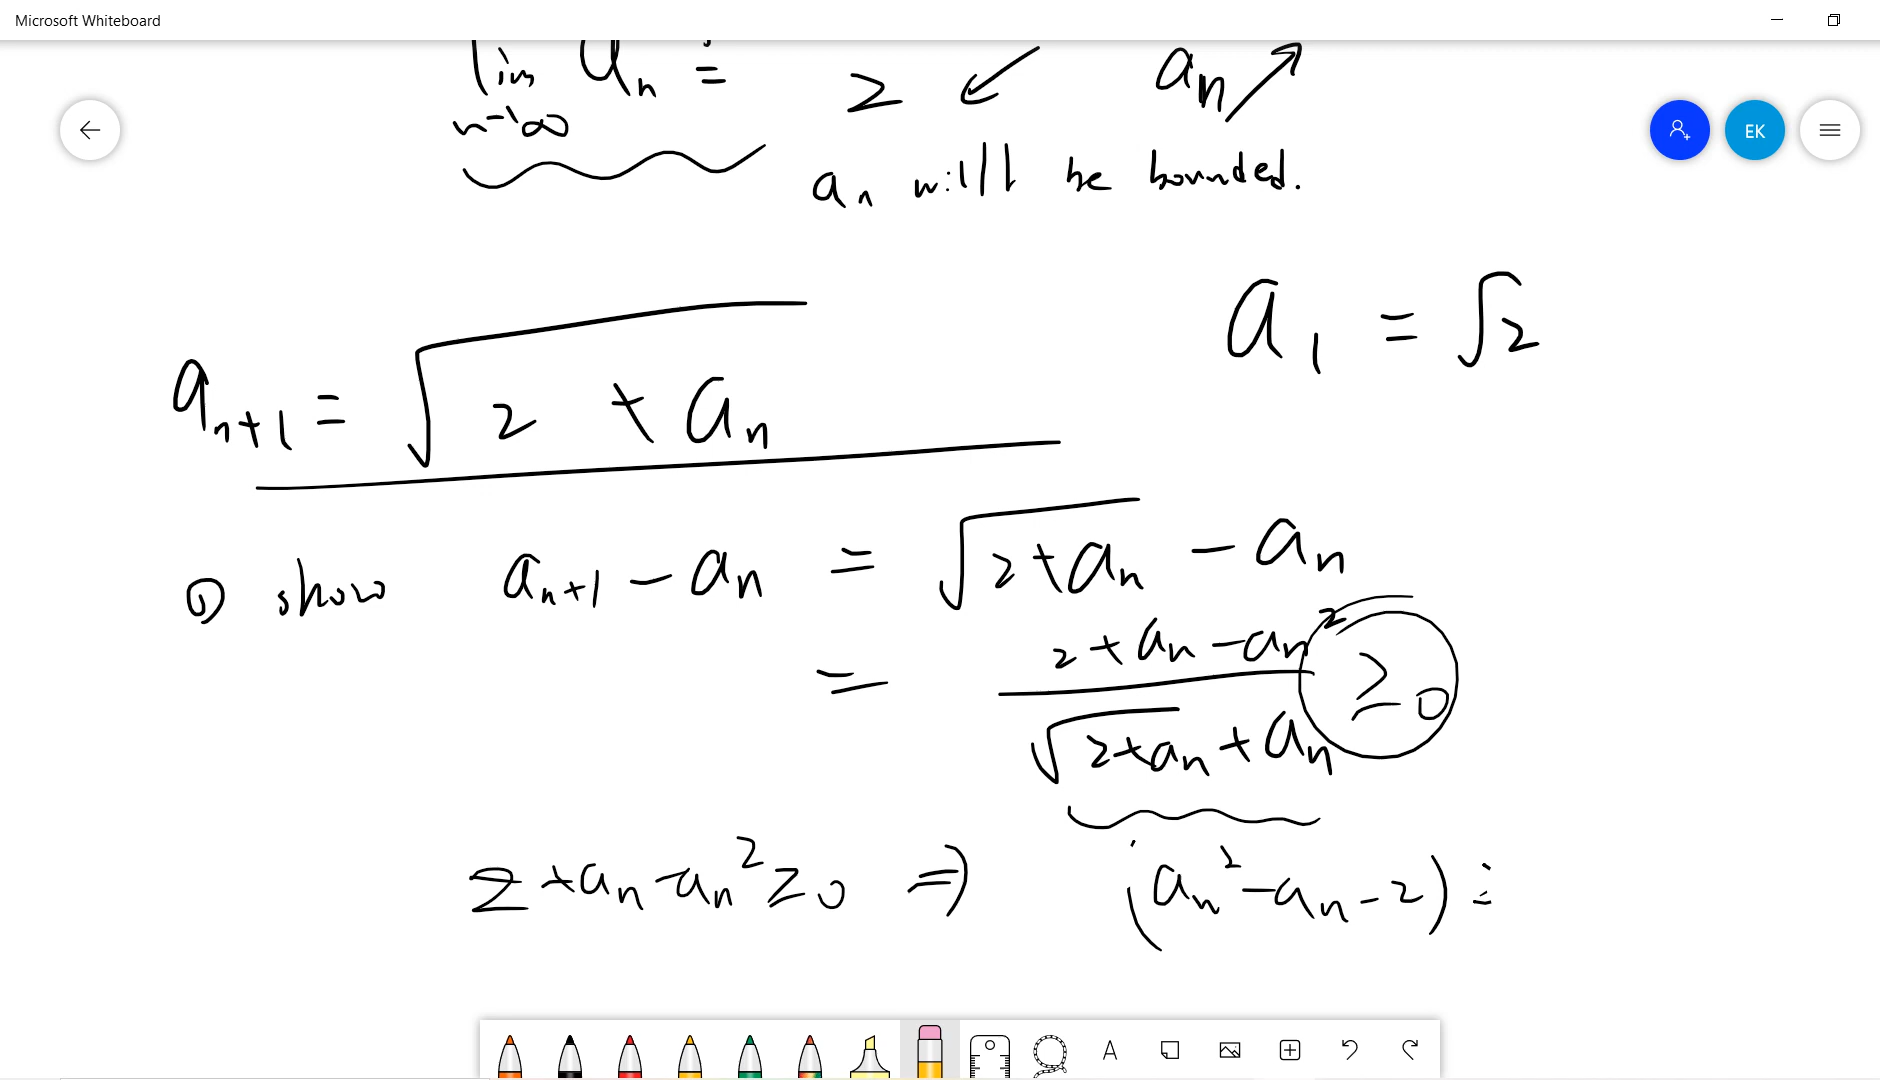 Microsoft Whiteboard
lim aₙ = 2 ↙ aₙ ↗
n→∞
aₙ will be bounded.
EK
a₁ = √2
aₙ₊₁ = √(2 + aₙ)
① show aₙ₊₁ − aₙ = √(2+aₙ) − aₙ
= (2 + aₙ − aₙ²)/(√(2+aₙ) + aₙ) ≥ 0
2 + aₙ − aₙ² ≥ 0 ⇒ (aₙ² − aₙ − 2) =
A